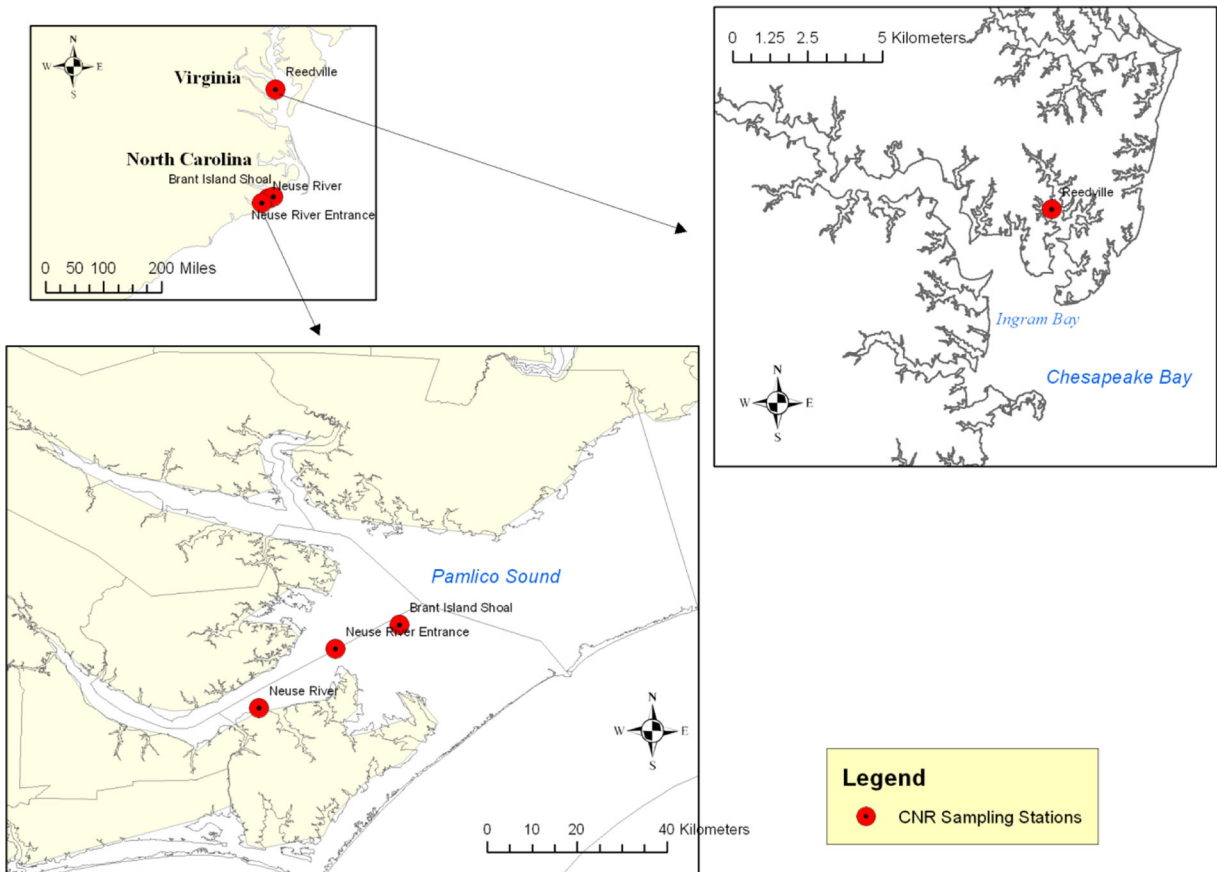 N
W E
S
Virginia
Reedville
North Carolina
Brant Island Shoal
Neuse River
Neuse River Entrance
0 50 100 200 Miles
0 1.25 2.5 5 Kilometers
Reedville
Ingram Bay
Chesapeake Bay
N
W E
S
Pamlico Sound
Brant Island Shoal
Neuse River Entrance
Neuse River
N
W E
S
0 10 20 40 Kilometers
Legend
CNR Sampling Stations